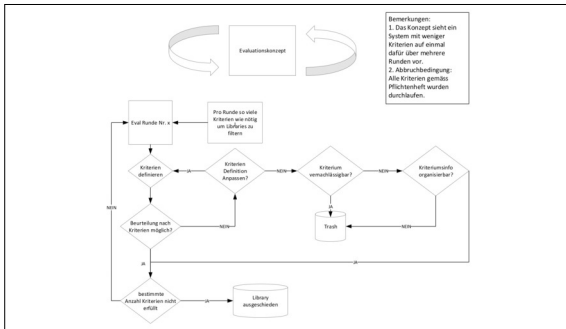 Evaluationskonzept
Bemerkungen:
1. Das Konzept sieht ein
System mit weniger
Kriterien auf einmal
dafür über mehrere
Runden vor.
2. Abbruchbedingung:
Alle Kriterien gemäss
Pflichtenheft wurden
durchlaufen.
Eval Runde Nr. x
Pro Runde so viele
Kriterien wie nötig
um Libraries zu
filtern
Kriterien
definieren
JA
Kriterien
Definition
Anpassen?
NEIN
Kriterium
vernachlässigbar?
NEIN
Kriteriumsinfo
organisierbar?
NEIN
JA
Beurteilung nach
Kriterien möglich?
NEIN
Trash
NEIN
JA
JA
bestimmte
Anzahl Kriterien nicht
erfüllt
JA
Library
ausgeschieden